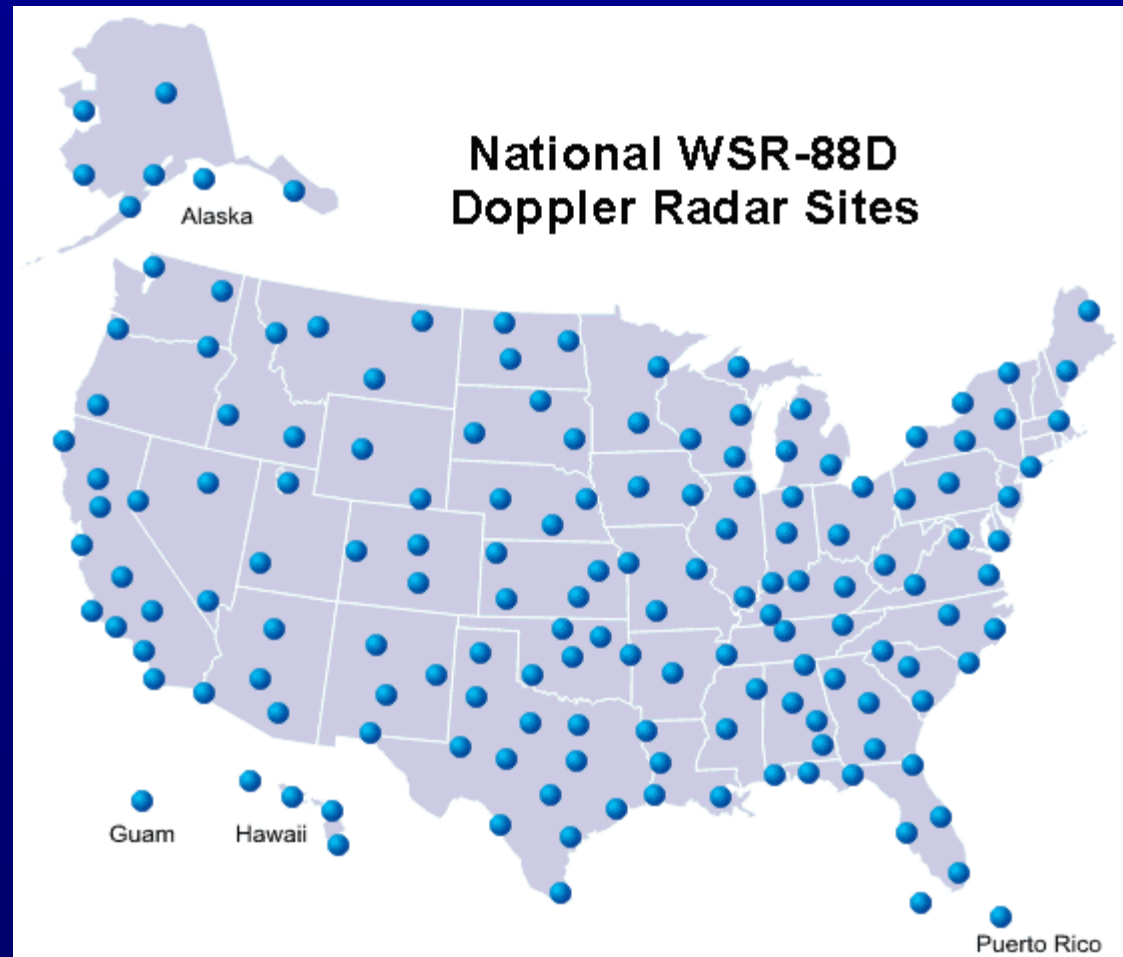 National WSR-88D
Doppler Radar Sites
Alaska
Guam
Hawaii
Puerto Rico